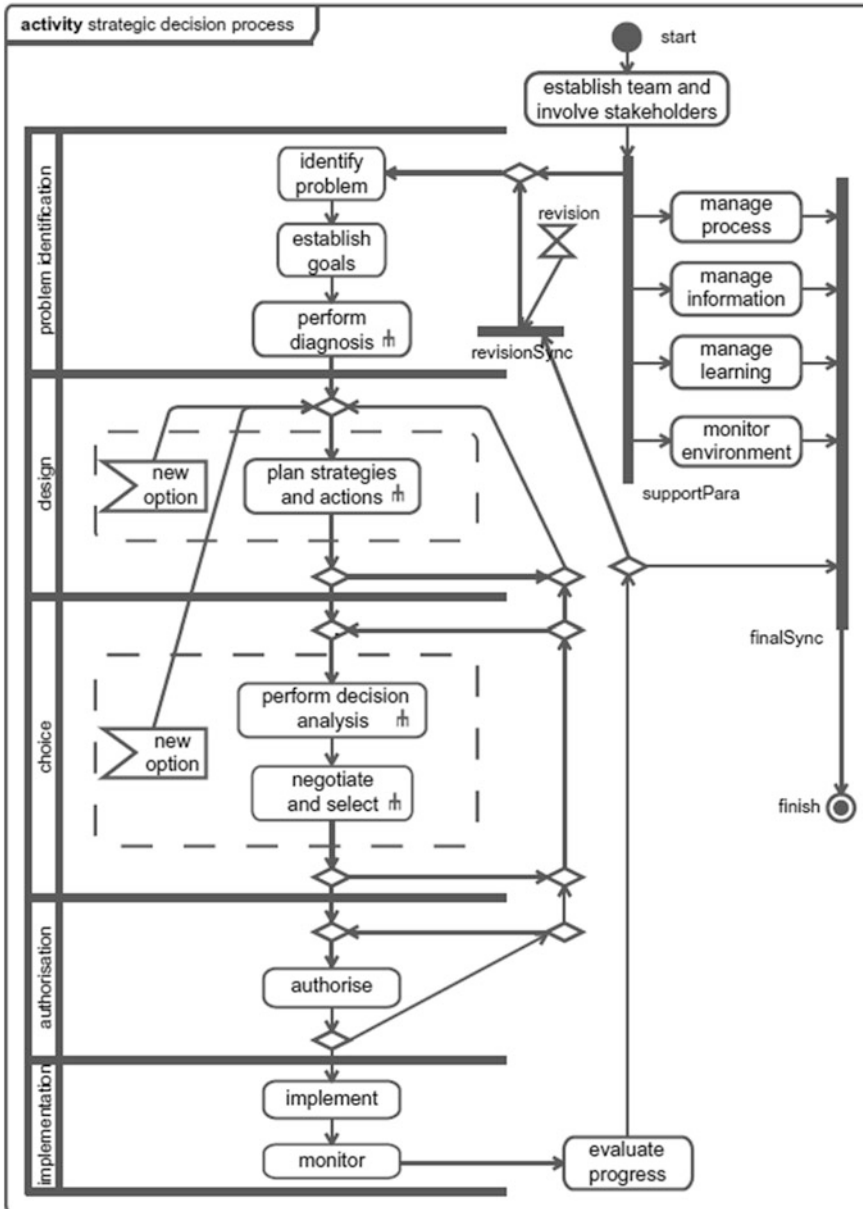 activity strategic decision process
start
establish team and
involve stakeholders
problem identification
identify
problem
revision
manage
process
establish
goals
manage
information
perform
diagnosis
revisionSync
manage
learning
design
new
option
plan strategies
and actions
monitor
environment
supportPara
finalSync
choice
perform decision
analysis
new
option
negotiate
and select
finish
authorisation
authorise
implementation
implement
monitor
evaluate
progress